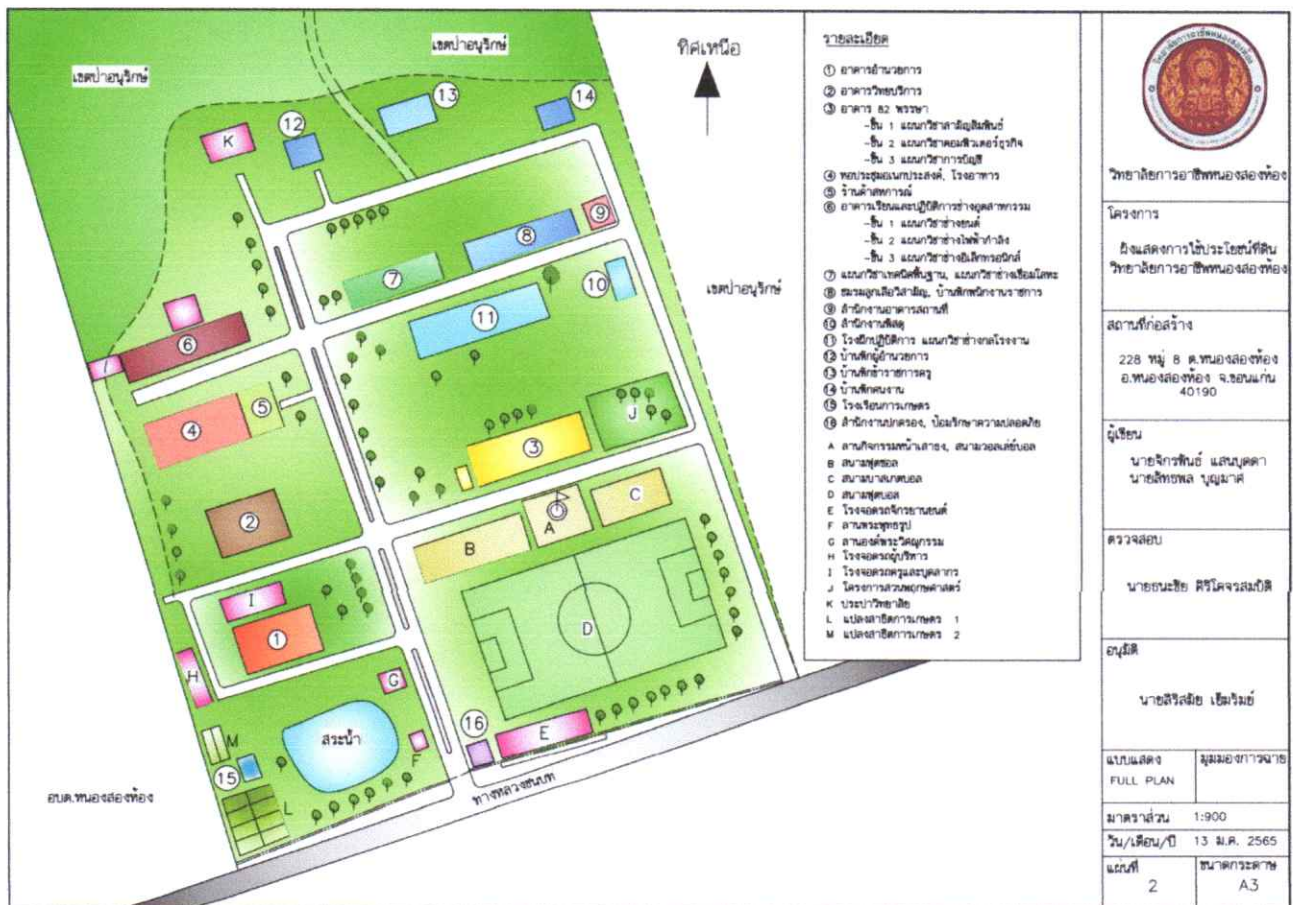 ทิศเหนือ
เขตป่าอนุรักษ์
เขตป่าอนุรักษ์
เขตป่าอนุรักษ์
K
12
13
14
9
8
7
10
11
I
6
5
4
3
J
2
A
B
C
D
I
1
H
G
F
E
16
M
15
L
สระน้ำ
ทางหลวงชนบท
อบต.หนองสองห้อง
รายละเอียด
1 อาคารอำนวยการ
2 อาคารวิทยบริการ
3 อาคาร 82 พรรษา
-ชั้น 1 แผนกวิชาสามัญสัมพันธ์
-ชั้น 2 แผนกวิชาคอมพิวเตอร์ธุรกิจ
-ชั้น 3 แผนกวิชาการบัญชี
4 หอประชุมอเนกประสงค์, โรงอาหาร
5 ร้านค้าสหการณ์
6 อาคารเรียนและปฏิบัติการช่างอุตสาหกรรม
-ชั้น 1 แผนกวิชาช่างยนต์
-ชั้น 2 แผนกวิชาช่างไฟฟ้ากำลัง
-ชั้น 3 แผนกวิชาช่างอิเล็กทรอนิกส์
7 แผนกวิชาเทคนิคพื้นฐาน, แผนกวิชาช่างเชื่อมโลหะ
8 ชมรมลูกเสือวิสามัญ, บ้านพักพนักงานราชการ
9 สำนักงานอาคารสถานที่
10 สำนักงานพัสดุ
11 โรงฝึกปฏิบัติการ แผนกวิชาช่างกลโรงงาน
12 บ้านพักผู้อำนวยการ
13 บ้านพักข้าราชการครู
14 บ้านพักคนงาน
15 โรงเรือนการเกษตร
16 สำนักงานปกครอง, ป้อมรักษาความปลอดภัย
A ลานกิจกรรมหน้าเสาธง, สนามวอลเลย์บอล
B สนามฟุตซอล
C สนามบาสเกตบอล
D สนามฟุตบอล
E โรงจอดรถจักรยานยนต์
F ลานพระพุทธรูป
G ลานองค์พระวิษณุกรรม
H โรงจอดรถผู้บริหาร
I โรงจอดรถครูและบุคลากร
J โครงการสวนพฤกษศาสตร์
K ประปาวิทยาลัย
L แปลงสาธิตการเกษตร 1
M แปลงสาธิตการเกษตร 2
วิทยาลัยการอาชีพหนองสองห้อง
วิทยาลัยการอาชีพหนองสองห้อง
โครงการ
ผังแสดงการใช้ประโยชน์ที่ดิน
วิทยาลัยการอาชีพหนองสองห้อง
สถานที่ก่อสร้าง
228 หมู่ 8 ต.หนองสองห้อง
อ.หนองสองห้อง จ.ขอนแก่น
40190
ผู้เขียน
นายจักรพันธ์ แสนบุดดา
นายสิทธพล บุญมาศ
ตรวจสอบ
นายธนะชัย ศิริโคจรสมบัติ
อนุมัติ
นายสิริสมัย เย็มริมย์
แบบแสดง
FULL PLAN
มุมมองการฉาย
มาตราส่วน 1:900
วัน/เดือน/ปี 13 ม.ค. 2565
แผ่นที่
2
ขนาดกระดาษ
A3